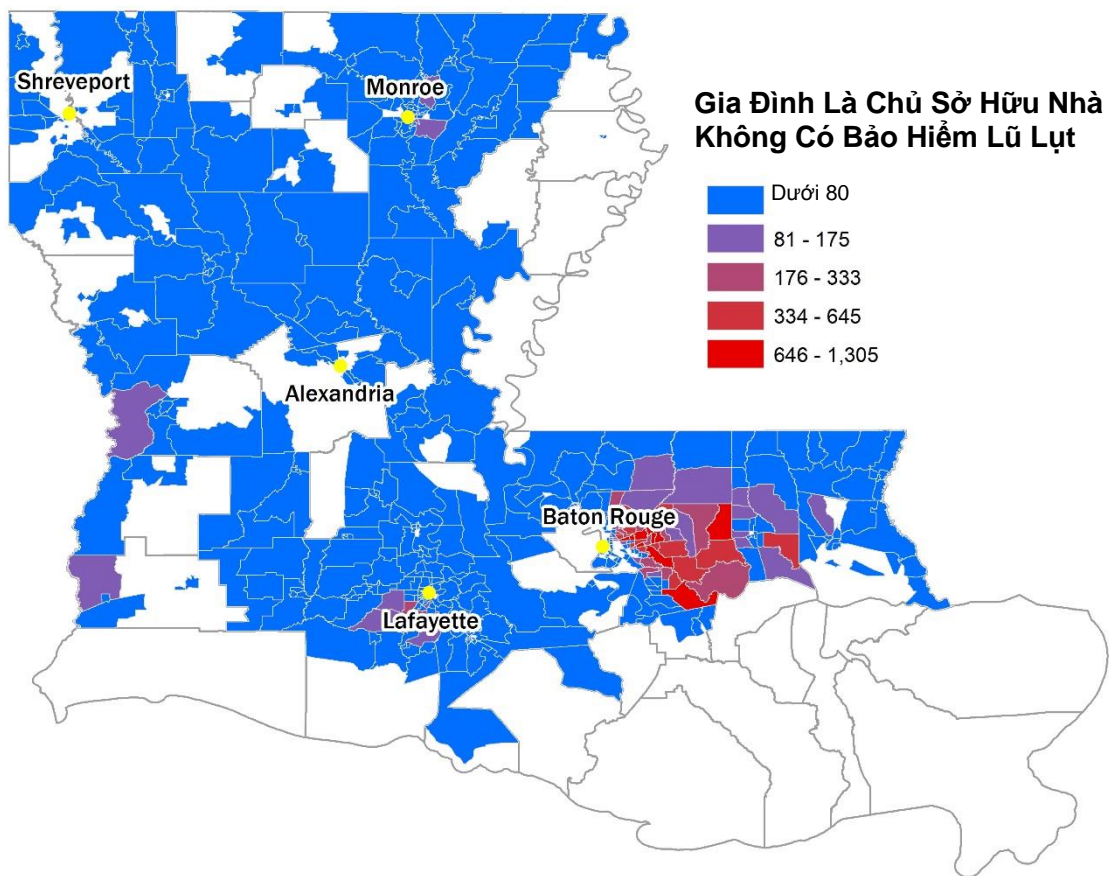 Shreveport
Monroe
Gia Đình Là Chủ Sở Hữu Nhà
Không Có Bảo Hiểm Lũ Lụt
Dưới 80
81 - 175
176 - 333
334 - 645
646 - 1,305
Alexandria
Baton Rouge
Lafayette